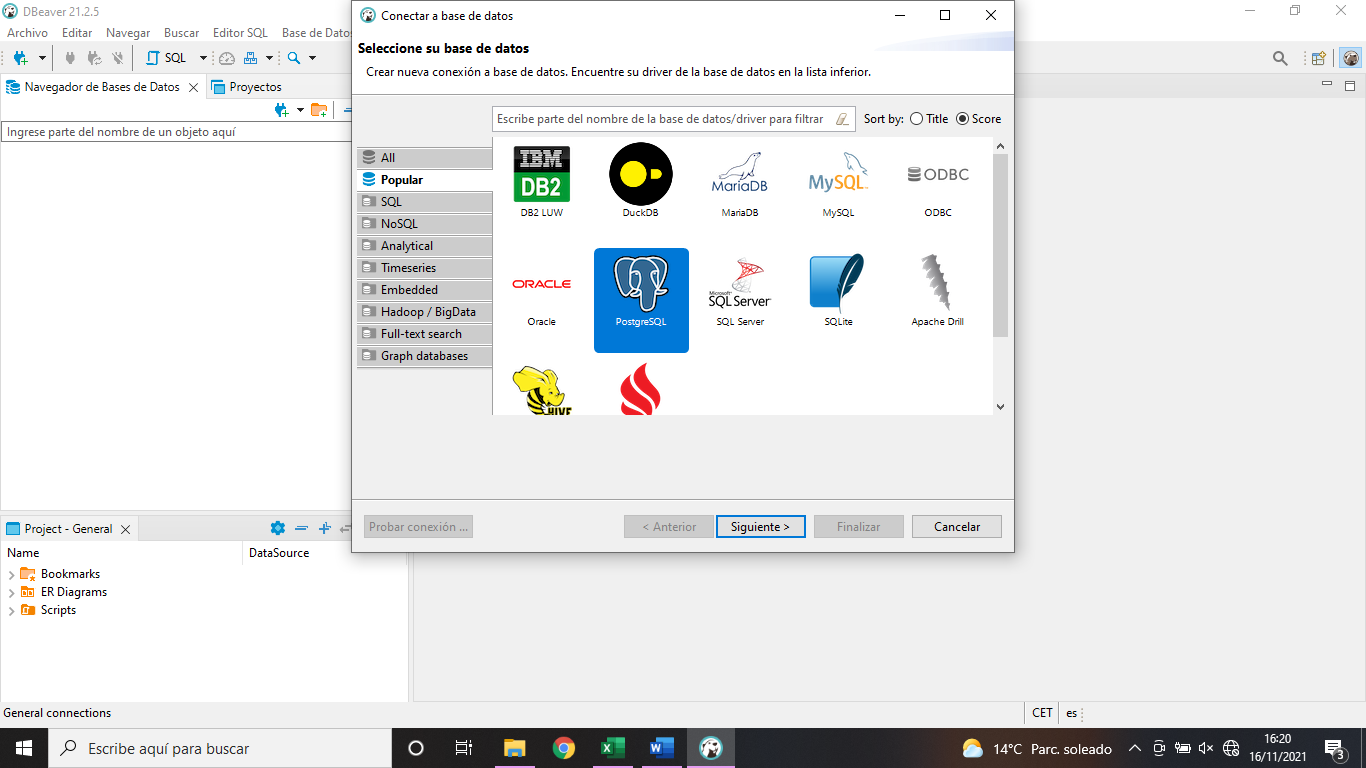 DBeaver 21.2.5
Archivo Editar Navegar Buscar Editor SQL Base de Datos
SQL
Navegador de Bases de Datos
Proyectos
Ingrese parte del nombre de un objeto aquí
Conectar a base de datos
Seleccione su base de datos
Crear nueva conexión a base de datos. Encuentre su driver de la base de datos en la lista inferior.
Escribe parte del nombre de la base de datos/driver para filtrar
Sort by: Title Score
All
Popular
SQL
NoSQL
Analytical
Timeseries
Embedded
Hadoop / BigData
Full-text search
Graph databases
IBM DB2
MariaDB
MySQL
ODBC
DB2 LUW DuckDB MariaDB MySQL ODBC
ORACLE
Microsoft SQL Server
Oracle PostgreSQL SQL Server SQLite Apache Drill
HIVE
Probar conexión ... < Anterior Siguiente > Finalizar Cancelar
Project - General
Name DataSource
Bookmarks
ER Diagrams
Scripts
General connections
CET es
Escribe aquí para buscar
14°C Parc. soleado
16:20
16/11/2021
3